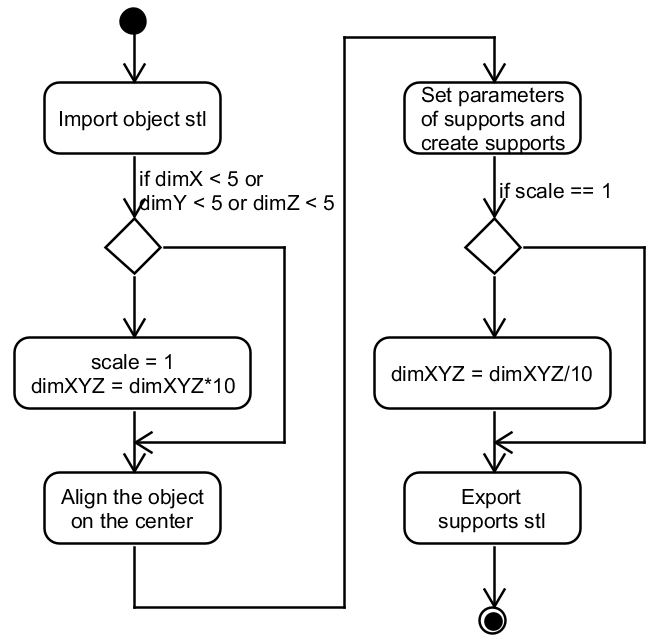 Import object stl
if dimX < 5 or
dimY < 5 or dimZ < 5
scale = 1
dimXYZ = dimXYZ*10
Align the object
on the center
Set parameters
of supports and
create supports
if scale == 1
dimXYZ = dimXYZ/10
Export
supports stl